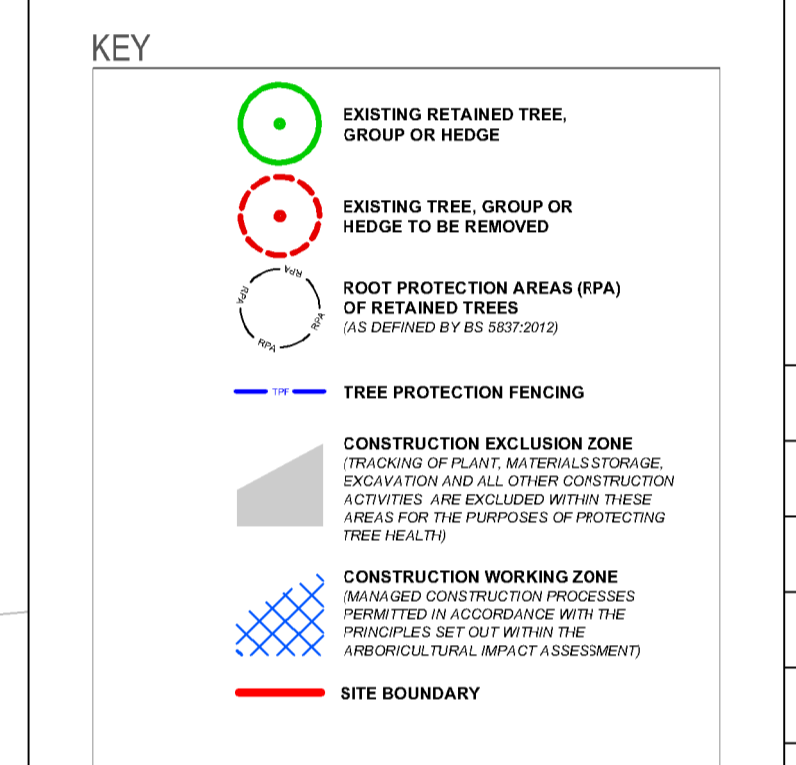 KEY
EXISTING RETAINED TREE,
GROUP OR HEDGE
EXISTING TREE, GROUP OR
HEDGE TO BE REMOVED
RPA
RPA
RPA
RPA
ROOT PROTECTION AREAS (RPA)
OF RETAINED TREES
(AS DEFINED BY BS 5837:2012)
TPF
TREE PROTECTION FENCING
CONSTRUCTION EXCLUSION ZONE
(TRACKING OF PLANT, MATERIALS STORAGE,
EXCAVATION AND ALL OTHER CONSTRUCTION
ACTIVITIES ARE EXCLUDED WITHIN THESE
AREAS FOR THE PURPOSES OF PROTECTING
TREE HEALTH)
CONSTRUCTION WORKING ZONE
(MANAGED CONSTRUCTION PROCESSES
PERMITTED IN ACCORDANCE WITH THE
PRINCIPLES SET OUT WITHIN THE
ARBORICULTURAL IMPACT ASSESSMENT)
SITE BOUNDARY